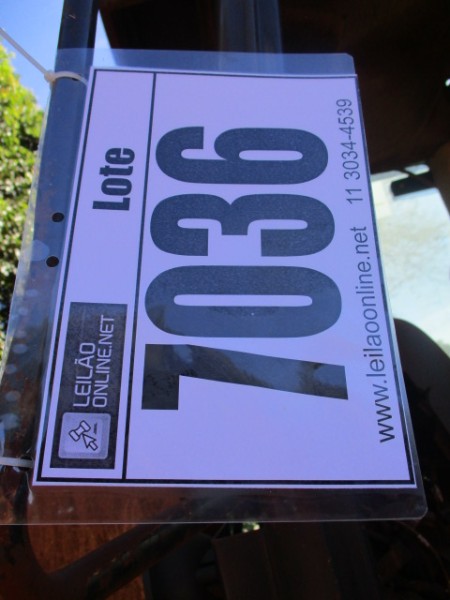 LEILÃO
ONLINE.NET
Lote
7036
www.leilaoonline.net 11 3034-4539